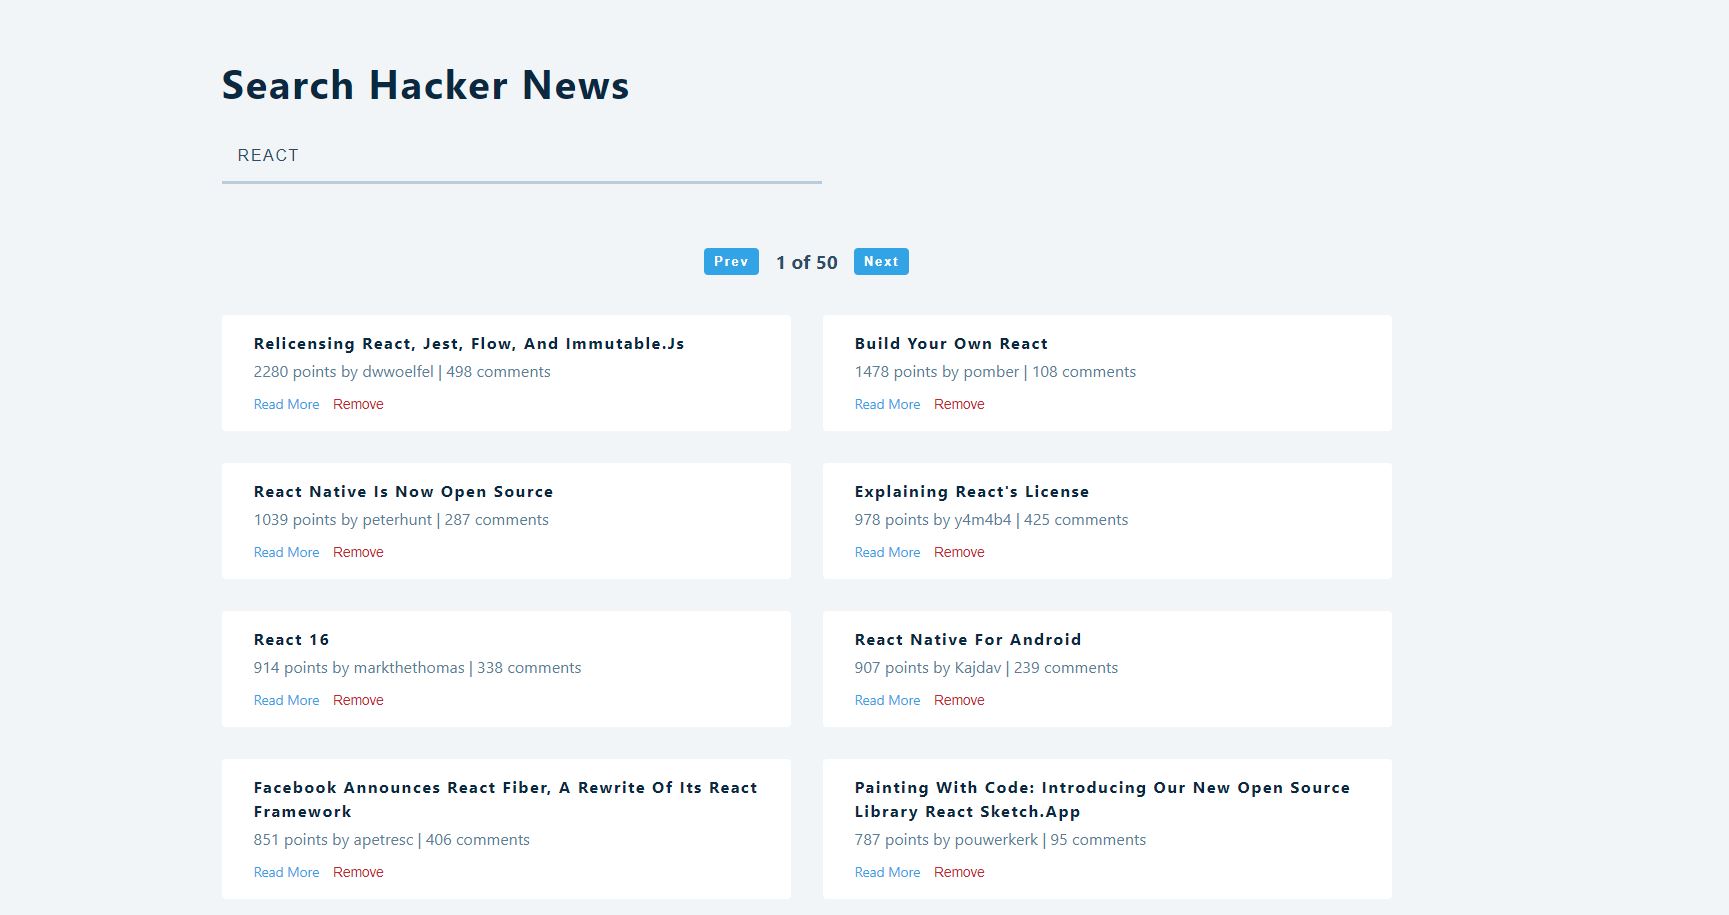 Search Hacker News
REACT
Prev 1 of 50 Next
Relicensing React, Jest, Flow, And Immutable.Js
2280 points by dwwoelfel | 498 comments
Read More Remove
Build Your Own React
1478 points by pomber | 108 comments
Read More Remove
React Native Is Now Open Source
1039 points by peterhunt | 287 comments
Read More Remove
Explaining React's License
978 points by y4m4b4 | 425 comments
Read More Remove
React 16
914 points by markthethomas | 338 comments
Read More Remove
React Native For Android
907 points by Kajdav | 239 comments
Read More Remove
Facebook Announces React Fiber, A Rewrite Of Its React
Framework
851 points by apetresc | 406 comments
Read More Remove
Painting With Code: Introducing Our New Open Source
Library React Sketch.App
787 points by pouwerkerk | 95 comments
Read More Remove